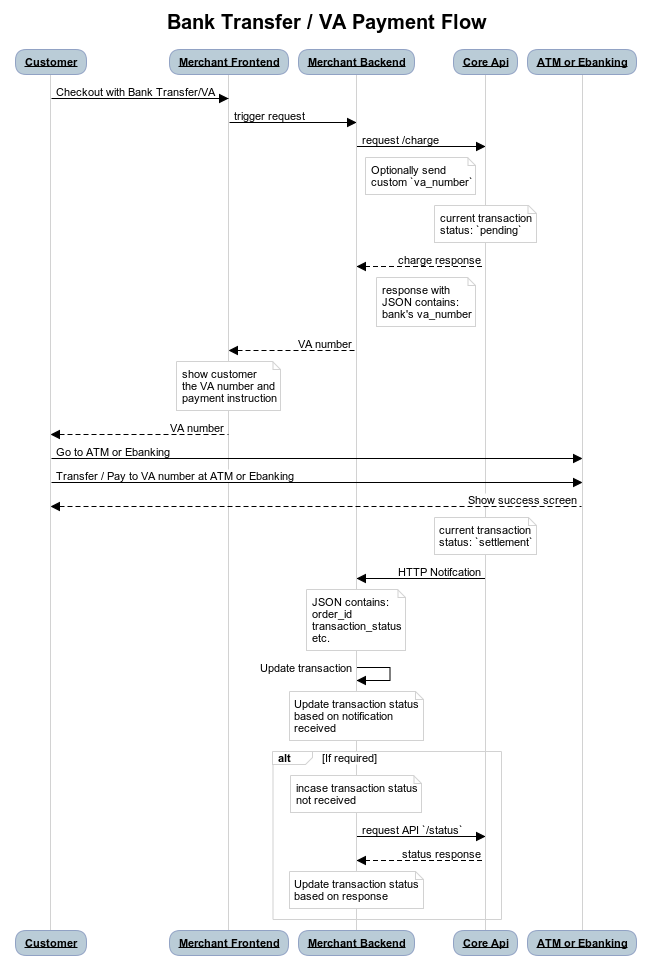 Bank Transfer / VA Payment Flow
Customer
Merchant Frontend
Merchant Backend
Core Api
ATM or Ebanking
Checkout with Bank Transfer/VA
trigger request
request /charge
Optionally send
custom `va_number`
current transaction
status: `pending`
charge response
response with
JSON contains:
bank's va_number
VA number
show customer
the VA number and
payment instruction
VA number
Go to ATM or Ebanking
Transfer / Pay to VA number at ATM or Ebanking
Show success screen
current transaction
status: `settlement`
HTTP Notifcation
JSON contains:
order_id
transaction_status
etc.
Update transaction
Update transaction status
based on notification
received
alt
[If required]
incase transaction status
not received
request API `/status`
status response
Update transaction status
based on response
Customer
Merchant Frontend
Merchant Backend
Core Api
ATM or Ebanking